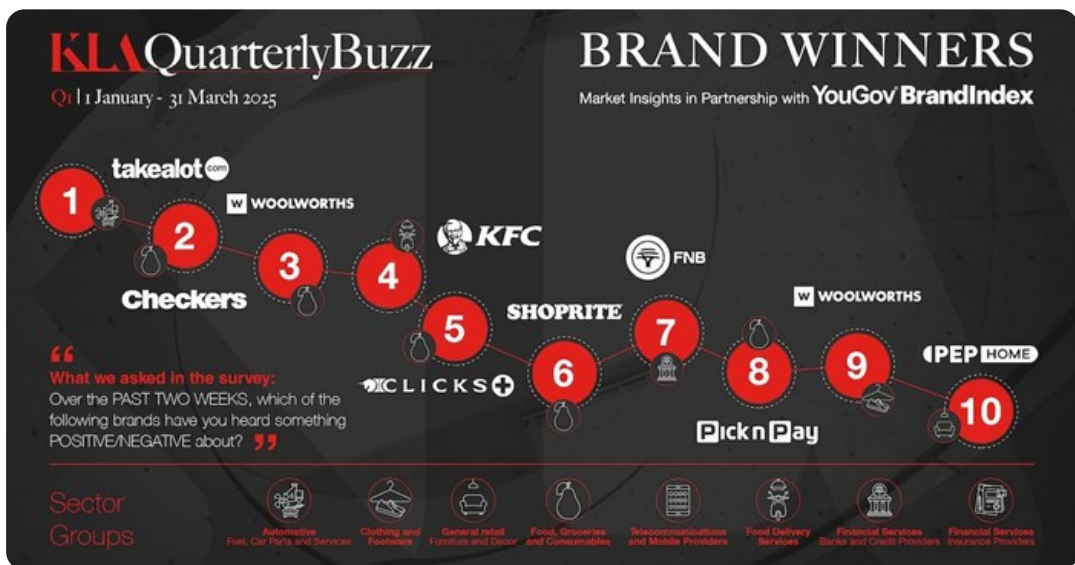 KLA QuarterlyBuzz
Q1 | 1 January - 31 March 2025
BRAND WINNERS
Market Insights in Partnership with YouGov BrandIndex
1
takealot com
2
Checkers
3
W WOOLWORTHS
4
KFC
5
CLICKS
6
SHOPRITE
7
FNB
8
Pick n Pay
9
W WOOLWORTHS
10
PEP HOME
“
What we asked in the survey:
Over the PAST TWO WEEKS, which of the
following brands have you heard something
POSITIVE/NEGATIVE about? ”
Sector
Groups
Automotive
Fuel, Car Parts and Services
Clothing and
Footware
General retail
Furniture and Decor
Food, Groceries
and Consumables
Telecommunications
and Mobile Providers
Food Delivery
Services
Financial Services
Banks and Credit Providers
Financial Services
Insurance Providers